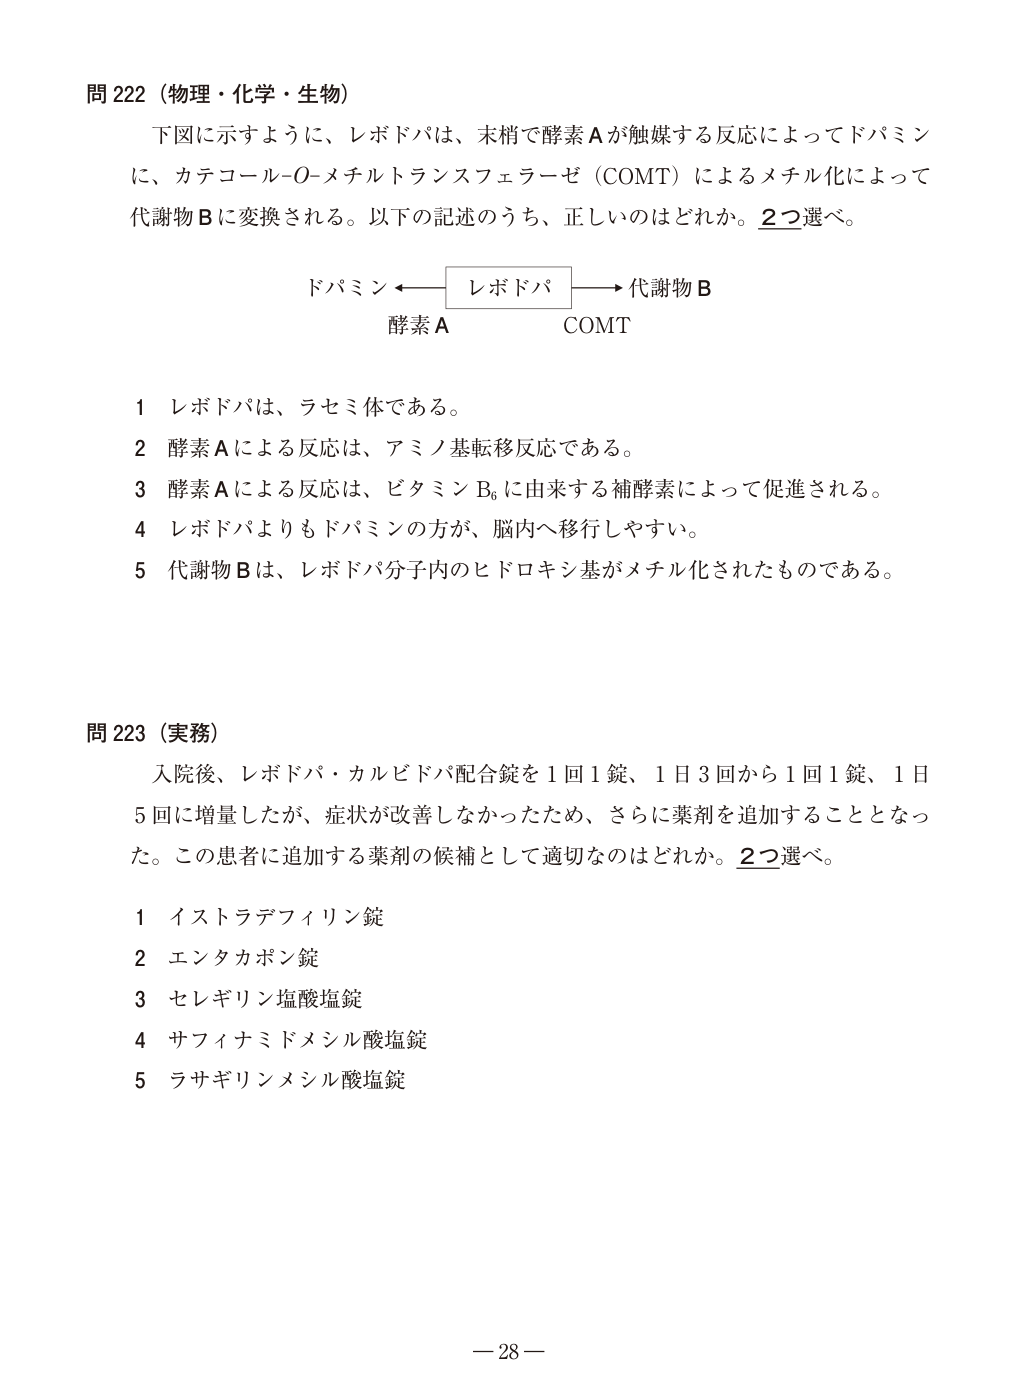 問 222（物理・化学・生物）
下図に示すように、レボドパは、末梢で酵素Aが触媒する反応によってドパミン
に、カテコール-O-メチルトランスフェラーゼ（COMT）によるメチル化によって
代謝物Bに変換される。以下の記述のうち、正しいのはどれか。2つ選べ。
ドパミン レボドパ 代謝物B
酵素A COMT
1 レボドパは、ラセミ体である。
2 酵素Aによる反応は、アミノ基転移反応である。
3 酵素Aによる反応は、ビタミン B₆ に由来する補酵素によって促進される。
4 レボドパよりもドパミンの方が、脳内へ移行しやすい。
5 代謝物Bは、レボドパ分子内のヒドロキシ基がメチル化されたものである。
問 223（実務）
入院後、レボドパ・カルビドパ配合錠を1回1錠、1日3回から1回1錠、1日
5回に増量したが、症状が改善しなかったため、さらに薬剤を追加することとなっ
た。この患者に追加する薬剤の候補として適切なのはどれか。2つ選べ。
1 イストラデフィリン錠
2 エンタカポン錠
3 セレギリン塩酸塩錠
4 サフィナミドメシル酸塩錠
5 ラサギリンメシル酸塩錠
― 28 ―